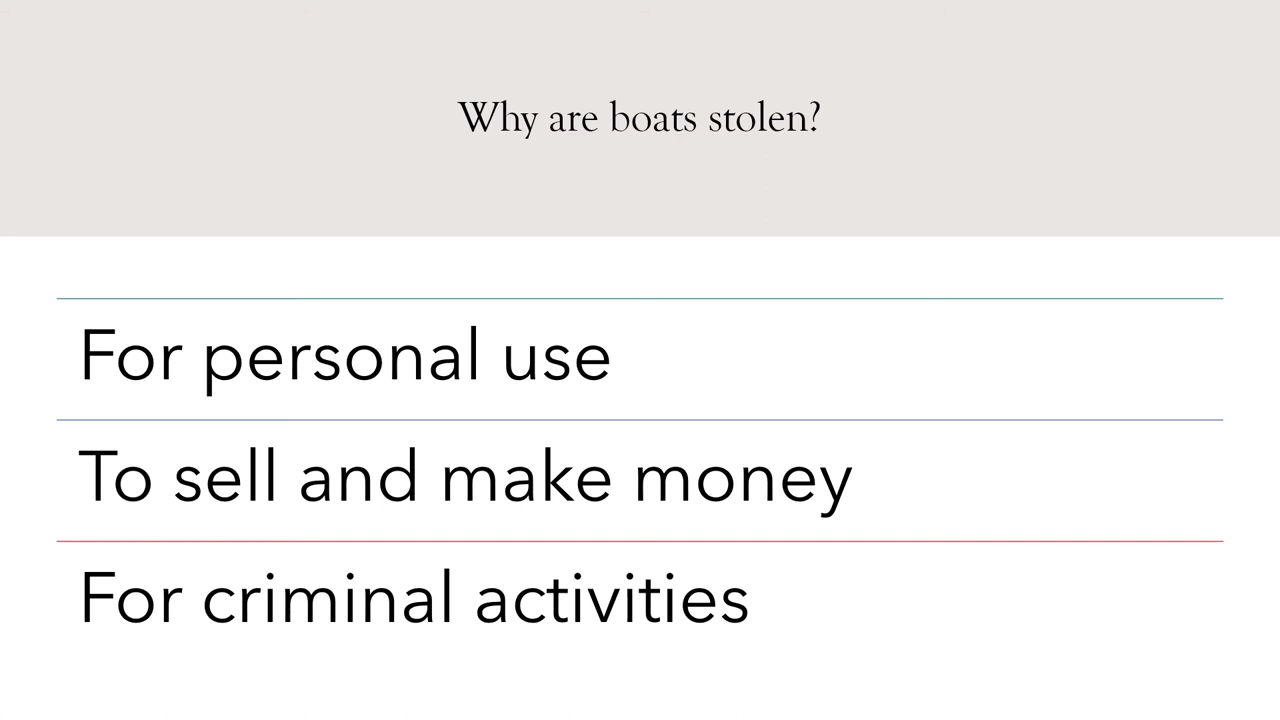 Why are boats stolen?
For personal use
To sell and make money
For criminal activities